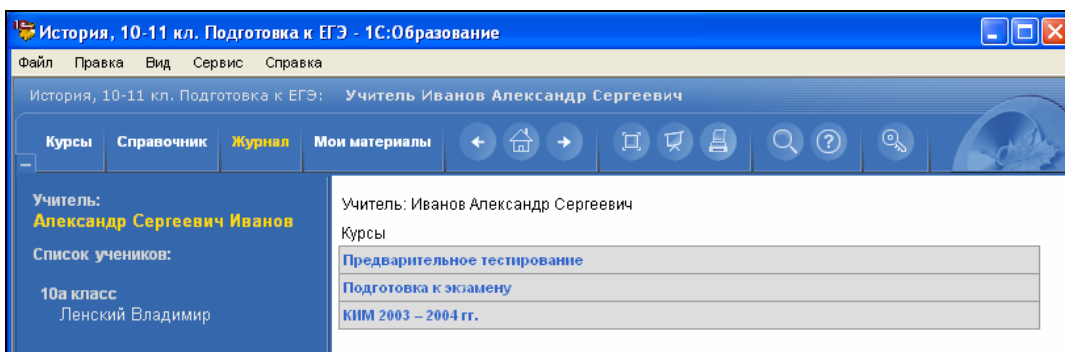 История, 10-11 кл. Подготовка к ЕГЭ - 1С:Образование
Файл Правка Вид Сервис Справка
История, 10-11 кл. Подготовка к ЕГЭ: Учитель Иванов Александр Сергеевич
Курсы Справочник Журнал Мои материалы
Учитель:
Александр Сергеевич Иванов
Список учеников:
10а класс
Ленский Владимир
Учитель: Иванов Александр Сергеевич
Курсы
Предварительное тестирование
Подготовка к экзамену
КИМ 2003 – 2004 гг.